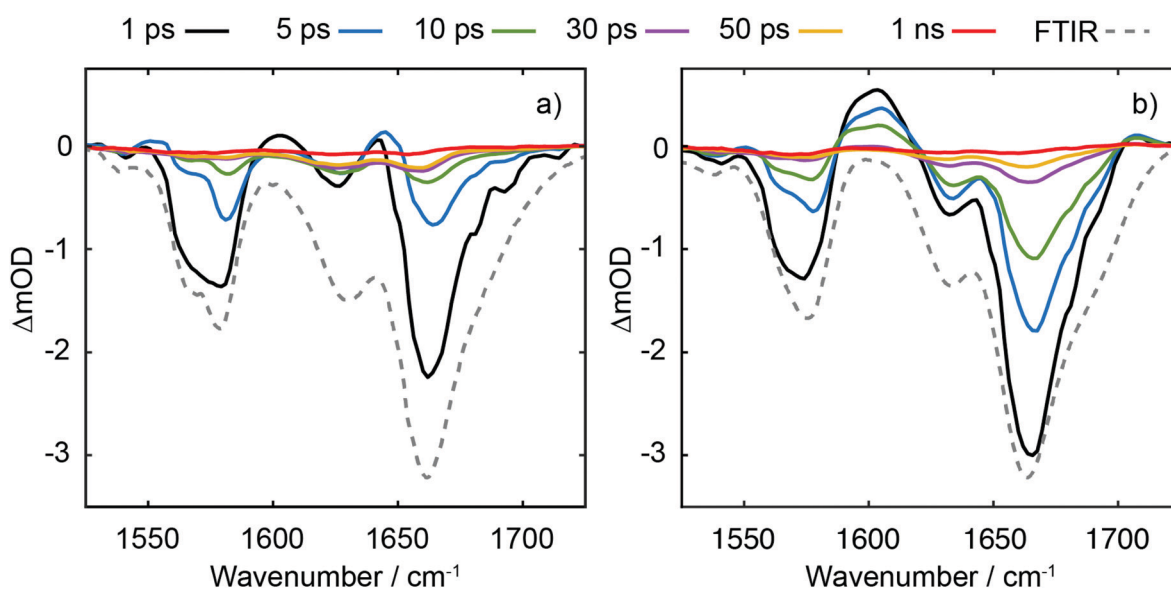 1 ps 5 ps 10 ps 30 ps 50 ps 1 ns FTIR
a) b)
0 0
-1 -1
-2 -2
-3 -3
ΔmOD ΔmOD
1550 1600 1650 1700 1550 1600 1650 1700
Wavenumber / cm⁻¹ Wavenumber / cm⁻¹